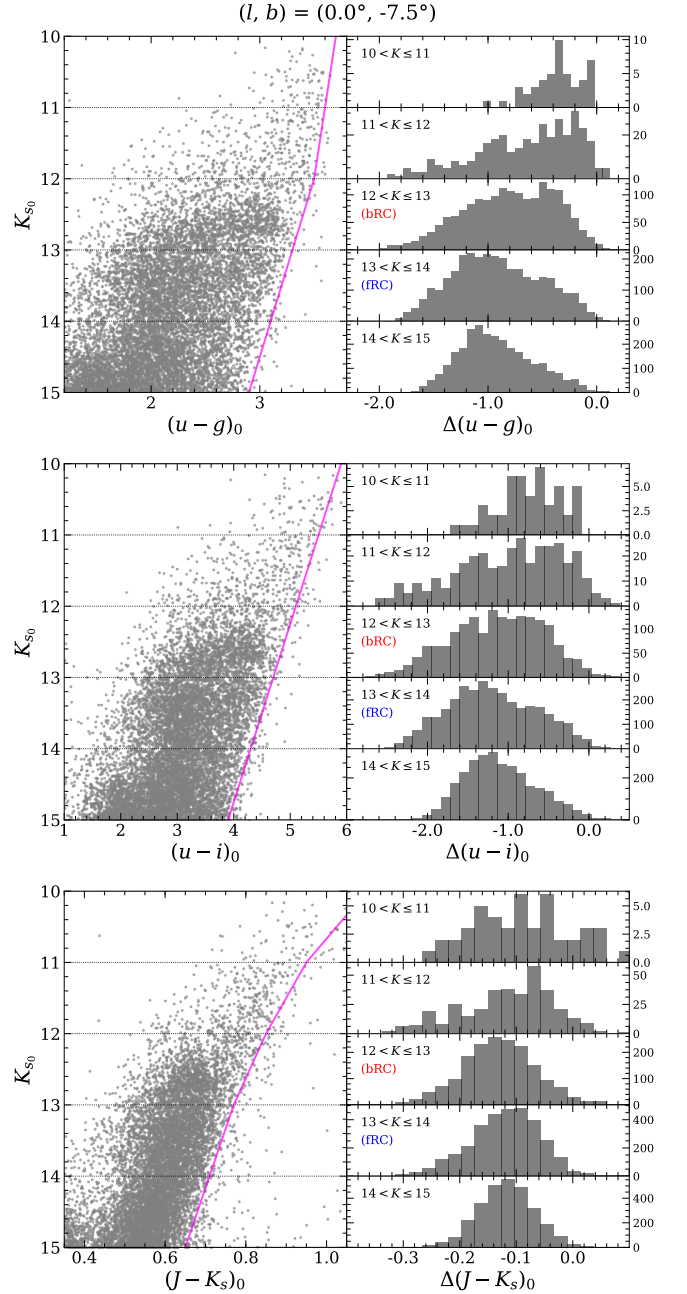 (l, b) = (0.0°, -7.5°)
10
11
12
13
14
15
K_{s_0}
2
3
(u − g)_0
10 < K ≤ 11
0
5
10
11 < K ≤ 12
0
20
12 < K ≤ 13
(bRC)
0
50
100
13 < K ≤ 14
(fRC)
0
100
200
14 < K ≤ 15
0
100
200
-2.0
-1.0
0.0
Δ(u − g)_0
10
11
12
13
14
15
K_{s_0}
1
2
3
4
5
6
(u − i)_0
10 < K ≤ 11
0.0
2.5
5.0
11 < K ≤ 12
0
10
20
12 < K ≤ 13
(bRC)
0
50
100
13 < K ≤ 14
(fRC)
0
100
200
14 < K ≤ 15
0
200
-2.0
-1.0
0.0
Δ(u − i)_0
10
11
12
13
14
15
K_{s_0}
0.4
0.6
0.8
1.0
(J − K_s)_0
10 < K ≤ 11
0.0
2.5
5.0
11 < K ≤ 12
0
25
50
12 < K ≤ 13
(bRC)
0
100
200
13 < K ≤ 14
(fRC)
0
200
400
14 < K ≤ 15
0
200
400
-0.3
-0.2
-0.1
0.0
Δ(J − K_s)_0